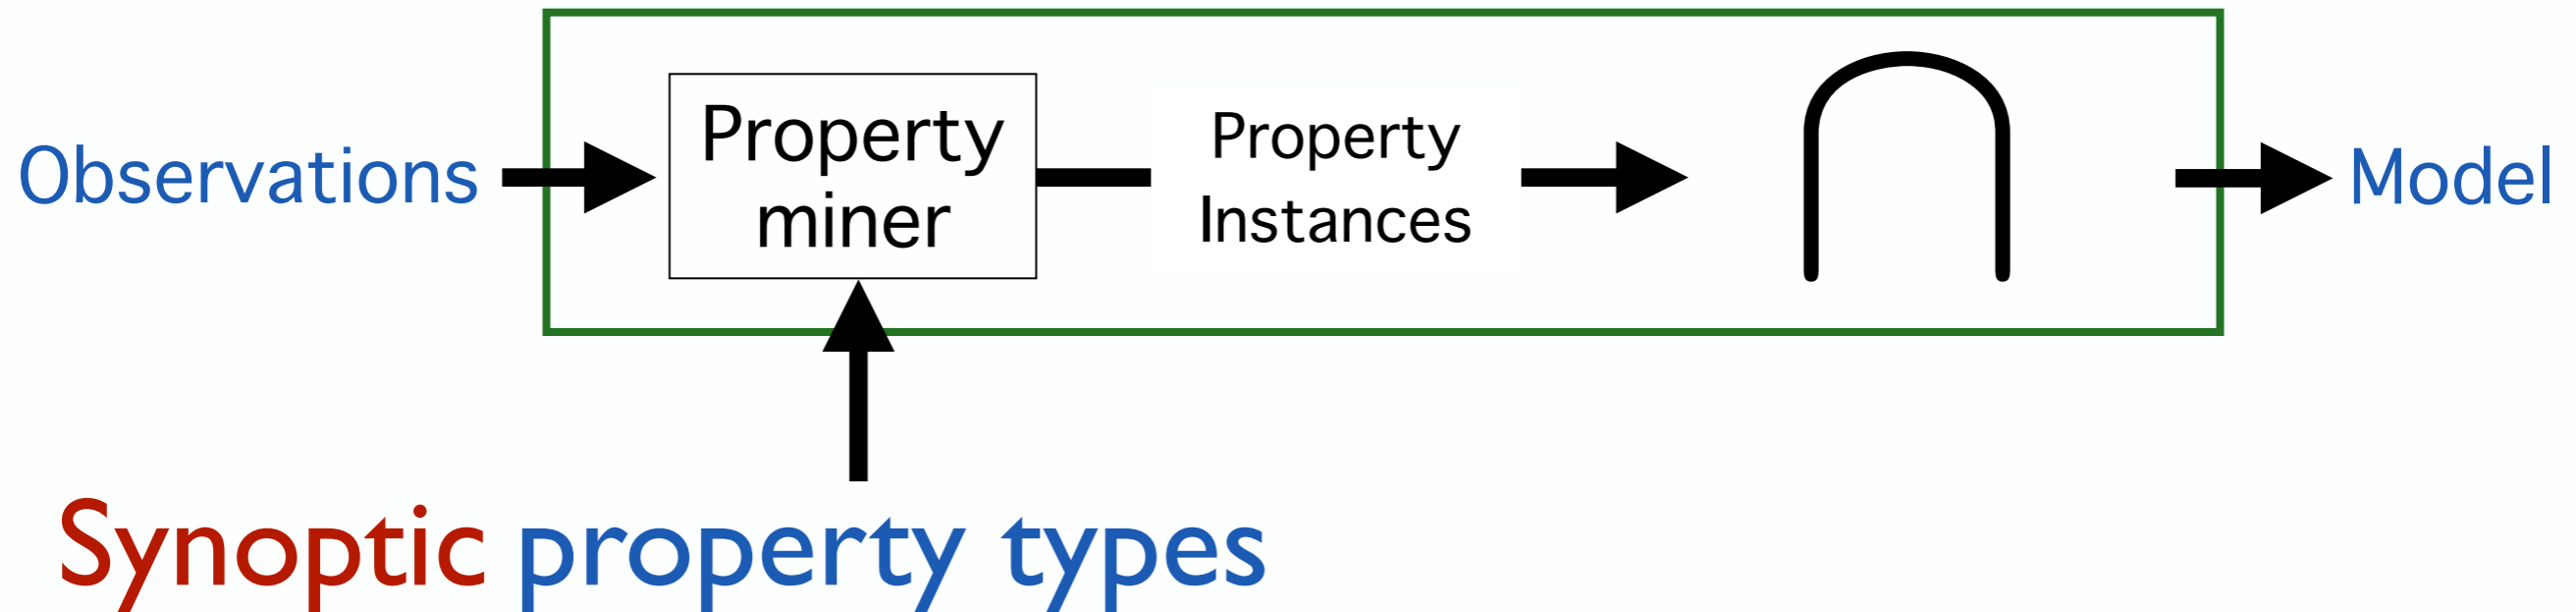 Observations
Property
miner
Property
Instances
∩
Model
Synoptic property types